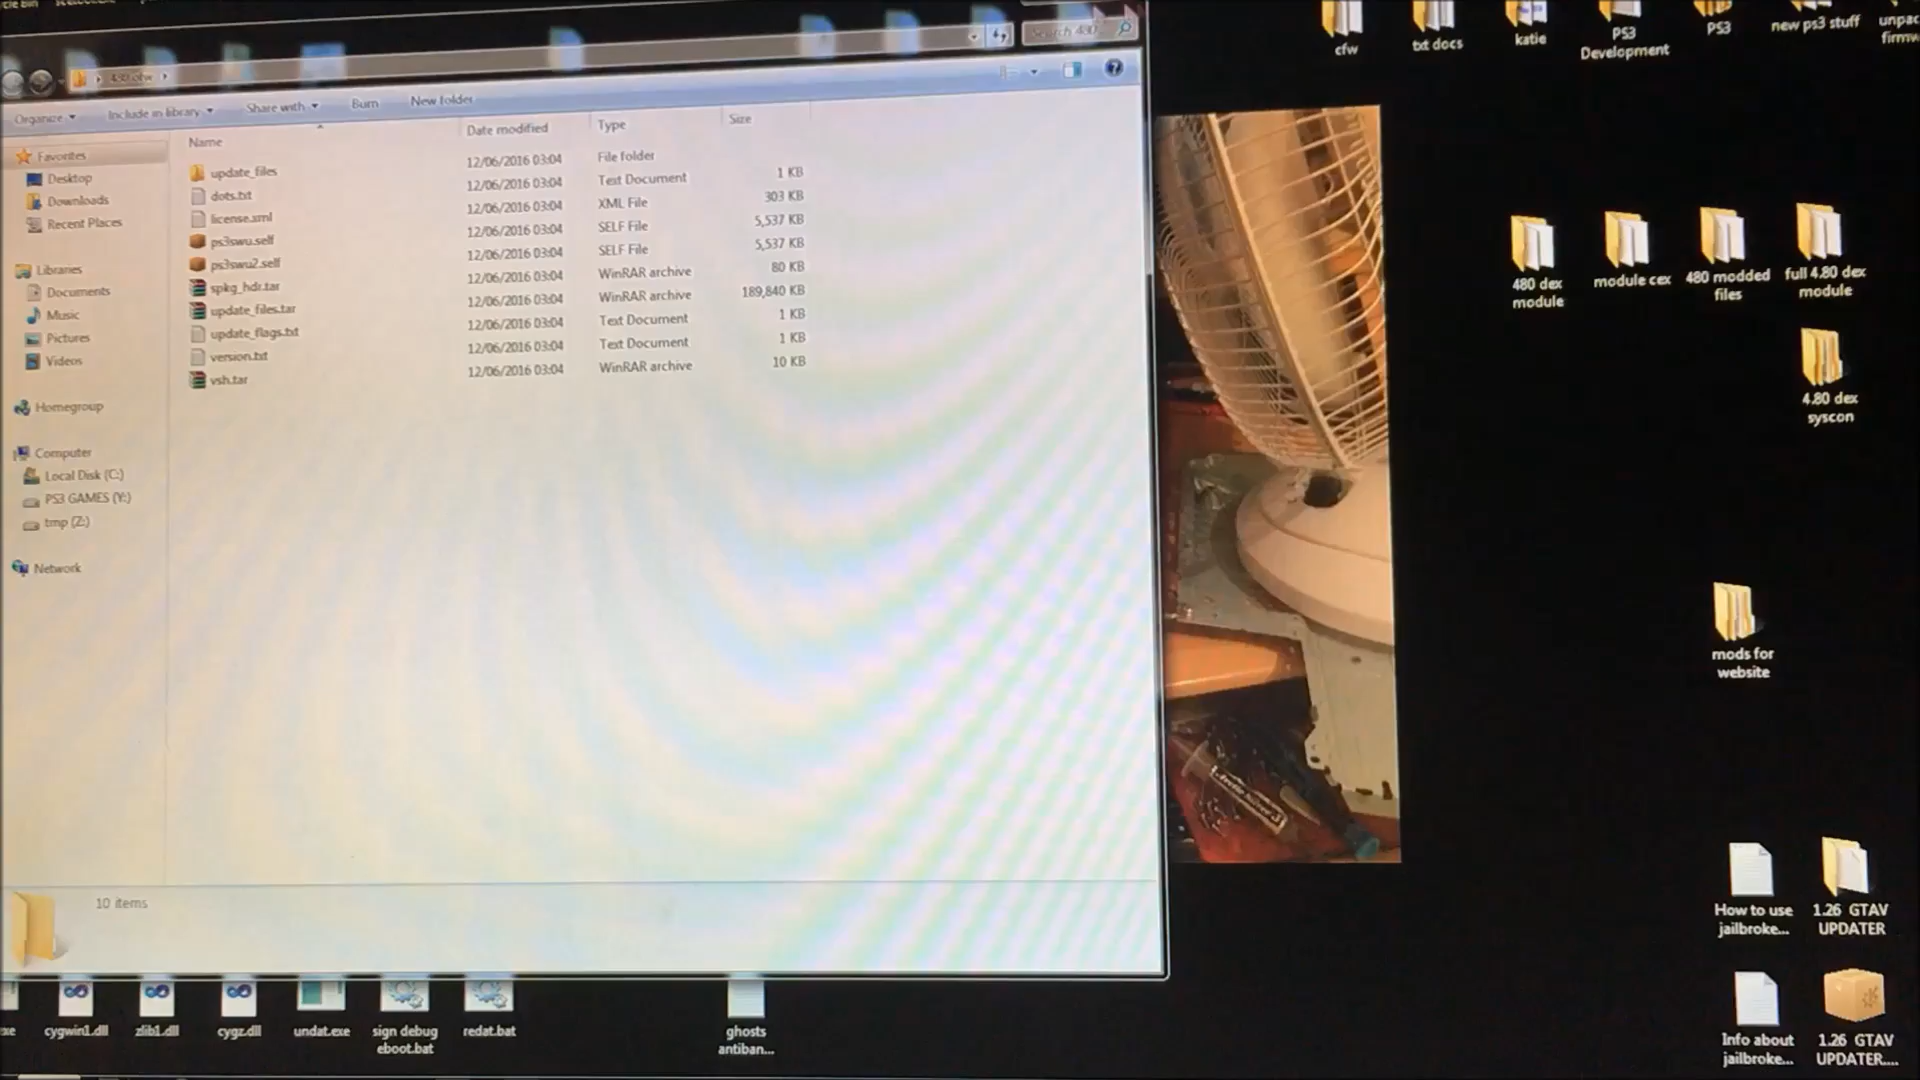 cfw
txt docs
katie
PS3
Development
PS3
new ps3 stuff
480 ofw
Organize
Include in library
Share with
Burn
New folder
Name
Date modified
Type
Size
update_files
12/06/2016 03:04
File folder
dots.txt
12/06/2016 03:04
Text Document
1 KB
license.xml
12/06/2016 03:04
XML File
303 KB
ps3swu.self
12/06/2016 03:04
SELF File
5,537 KB
ps3swu2.self
12/06/2016 03:04
SELF File
5,537 KB
spkg_hdr.tar
12/06/2016 03:04
WinRAR archive
80 KB
update_files.tar
12/06/2016 03:04
WinRAR archive
189,840 KB
update_flags.txt
12/06/2016 03:04
Text Document
1 KB
version.txt
12/06/2016 03:04
Text Document
1 KB
vsh.tar
12/06/2016 03:04
WinRAR archive
10 KB
Favorites
Desktop
Downloads
Recent Places
Libraries
Documents
Music
Pictures
Videos
Homegroup
Computer
Local Disk (C:)
PS3 GAMES (Y:)
tmp (Z:)
Network
10 items
480 dex
module
module cex
480 modded
files
full 4.80 dex
module
4.80 dex
syscon
mods for
website
How to use
jailbroke...
1.26 GTAV
UPDATER
Info about
jailbroke...
1.26 GTAV
UPDATER....
cygwin1.dll
zlib1.dll
cygz.dll
undat.exe
sign debug
eboot.bat
redat.bat
ghosts
antiban...